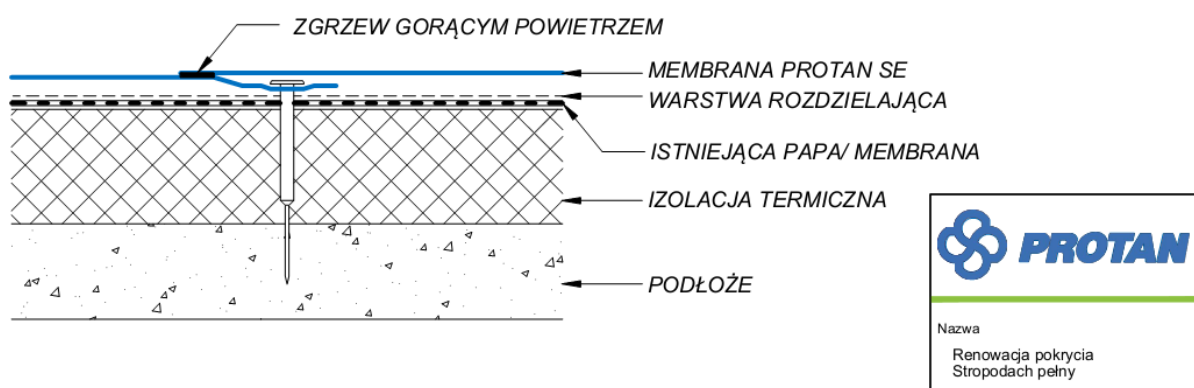 ZGRZEW GORĄCYM POWIETRZEM
MEMBRANA PROTAN SE
WARSTWA ROZDZIELAJĄCA
ISTNIEJĄCA PAPA/ MEMBRANA
IZOLACJA TERMICZNA
PODŁOŻE
PROTAN
Nazwa
Renowacja pokrycia
Stropodach pełny